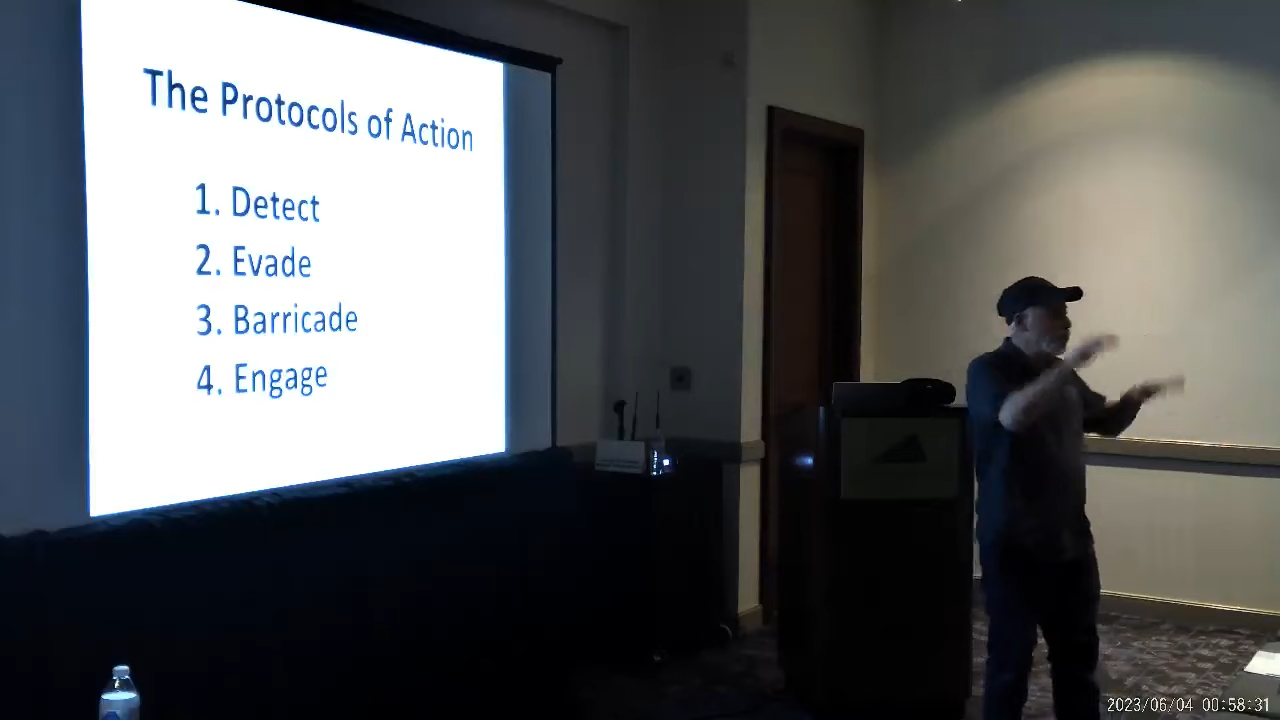 The Protocols of Action
1. Detect
2. Evade
3. Barricade
4. Engage
2023/06/04 00:58:31